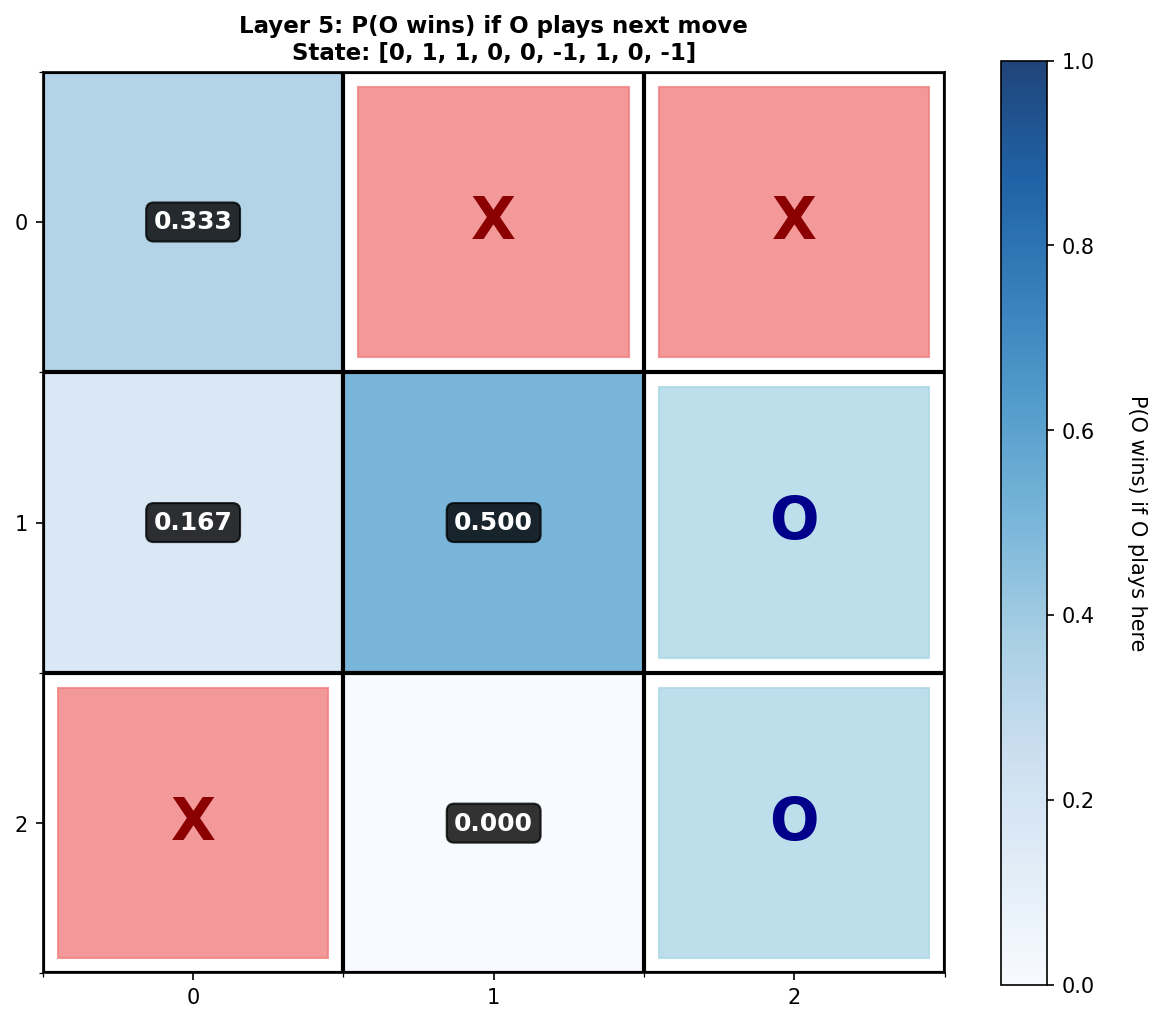 Layer 5: P(O wins) if O plays next move
State: [0, 1, 1, 0, 0, -1, 1, 0, -1]
0
0.333
X
X
1
0.167
0.500
O
2
X
0.000
O
0
1
2
1.0
0.8
0.6
0.4
0.2
0.0
P(O wins) if O plays here